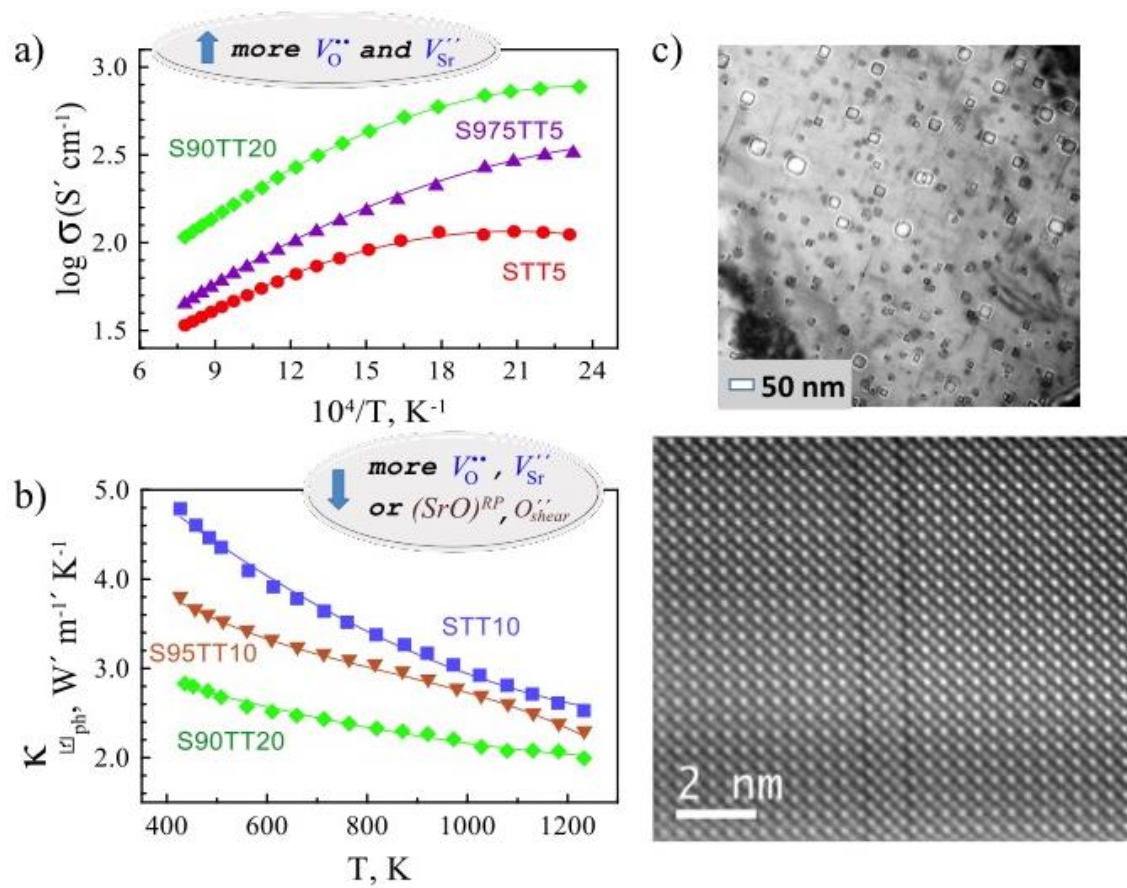 a)
more V_O^•• and V_Sr^′′
c)
3.0
2.5
2.0
1.5
log σ(S′ cm⁻¹)
S90TT20
S975TT5
STT5
6 9 12 15 18 21 24
10⁴/T, K⁻¹
50 nm
b)
more V_O^••, V_Sr^′′
or (SrO)^RP, O_shear^′′
5.0
4.0
3.0
2.0
κ_ph, W′ m⁻¹′ K⁻¹
STT10
S95TT10
S90TT20
400 600 800 1000 1200
T, K
2 nm